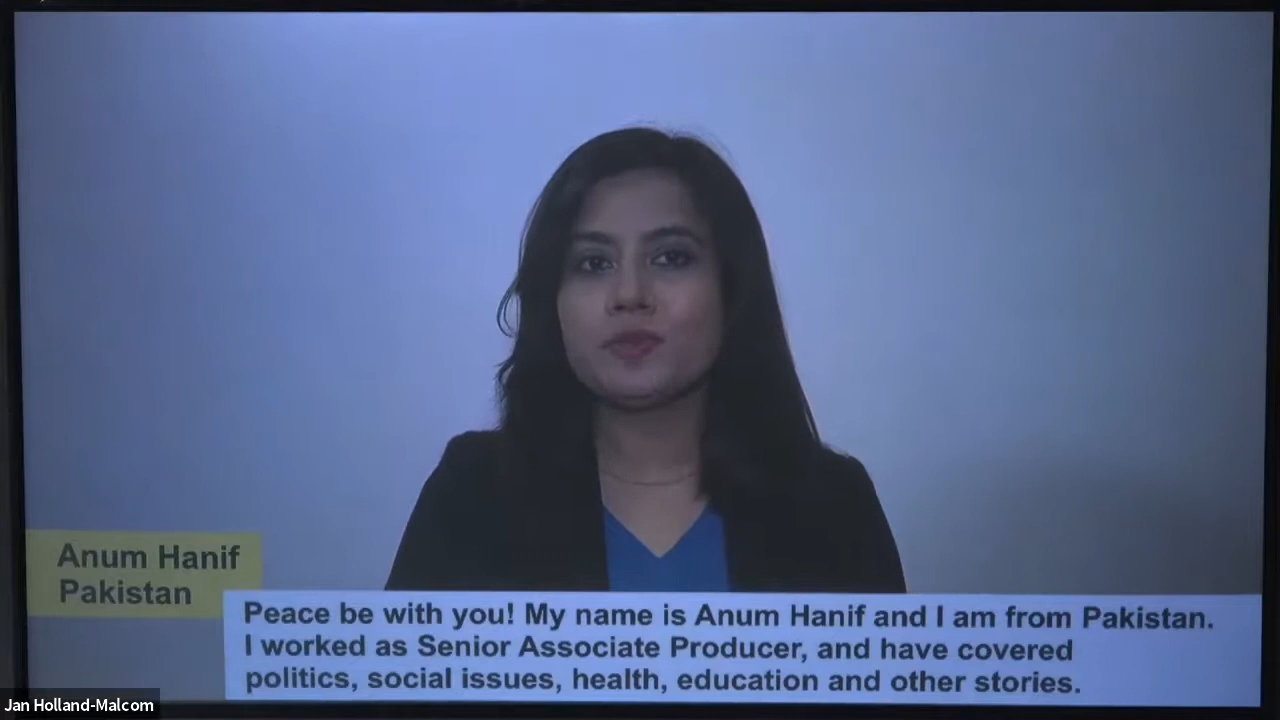 Anum Hanif
Pakistan
Peace be with you! My name is Anum Hanif and I am from Pakistan.
I worked as Senior Associate Producer, and have covered
politics, social issues, health, education and other stories.
Jan Holland-Malcom